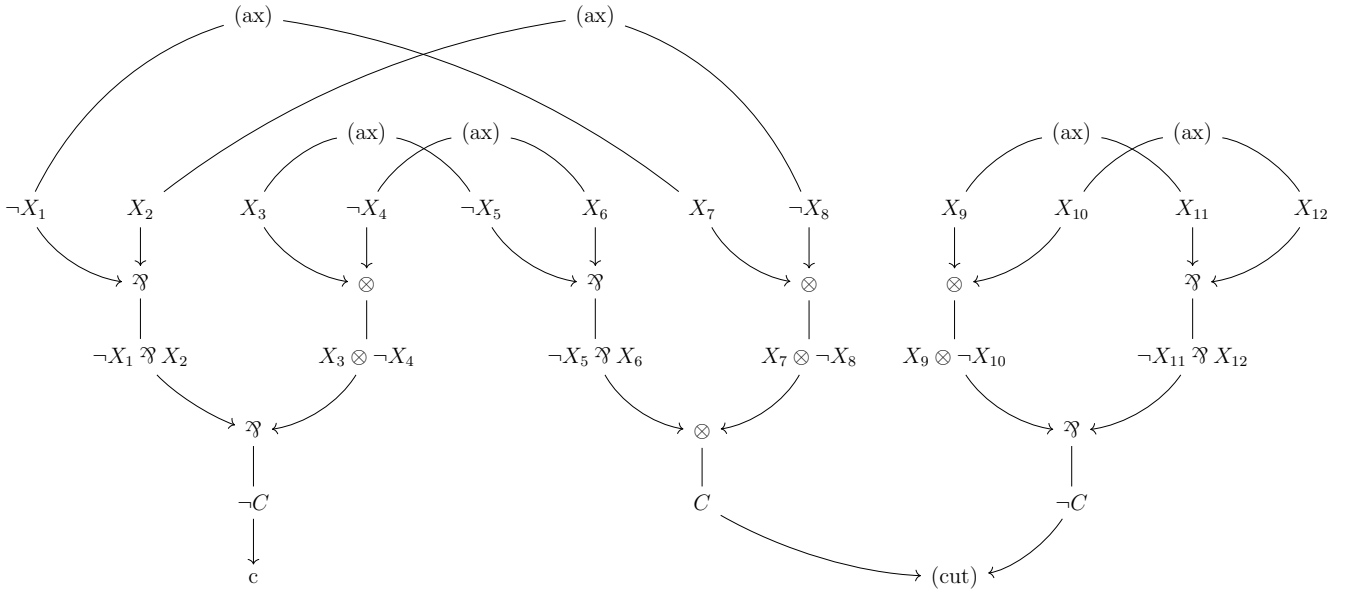 (ax) (ax)
(ax) (ax) (ax) (ax)
¬X₁ X₂ X₃ ¬X₄ ¬X₅ X₆ X₇ ¬X₈ X₉ X₁₀ X₁₁ X₁₂
⅋ ⊗ ⅋ ⊗ ⊗ ⅋
¬X₁ ⅋ X₂ X₃ ⊗ ¬X₄ ¬X₅ ⅋ X₆ X₇ ⊗ ¬X₈ X₉ ⊗ ¬X₁₀ ¬X₁₁ ⅋ X₁₂
⅋ ⊗ ⅋
¬C C ¬C
c (cut)